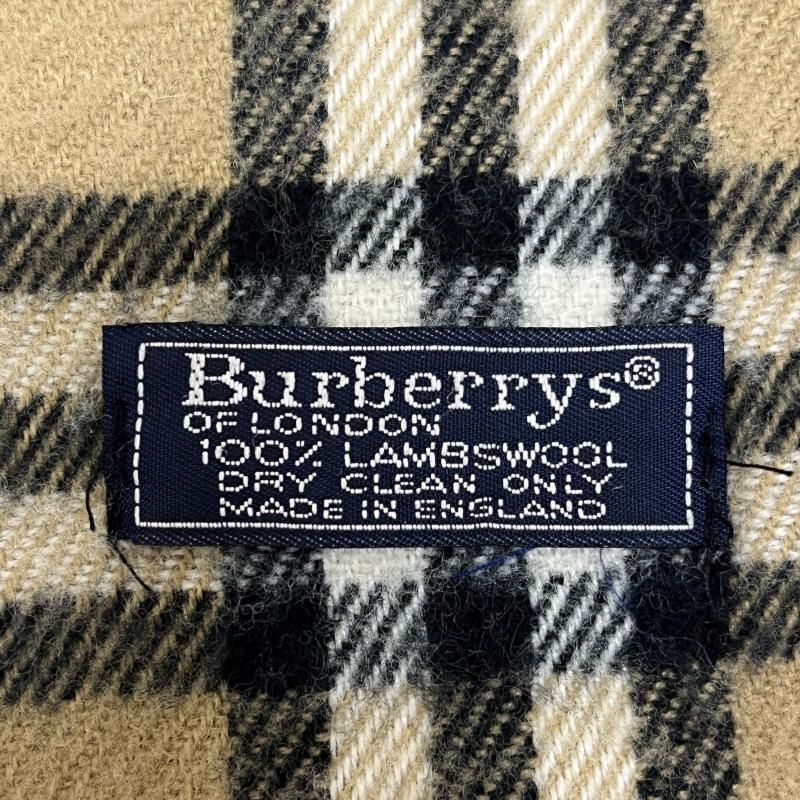 Burberrys®
OF LONDON
100% LAMBSWOOL
DRY CLEAN ONLY
MADE IN ENGLAND